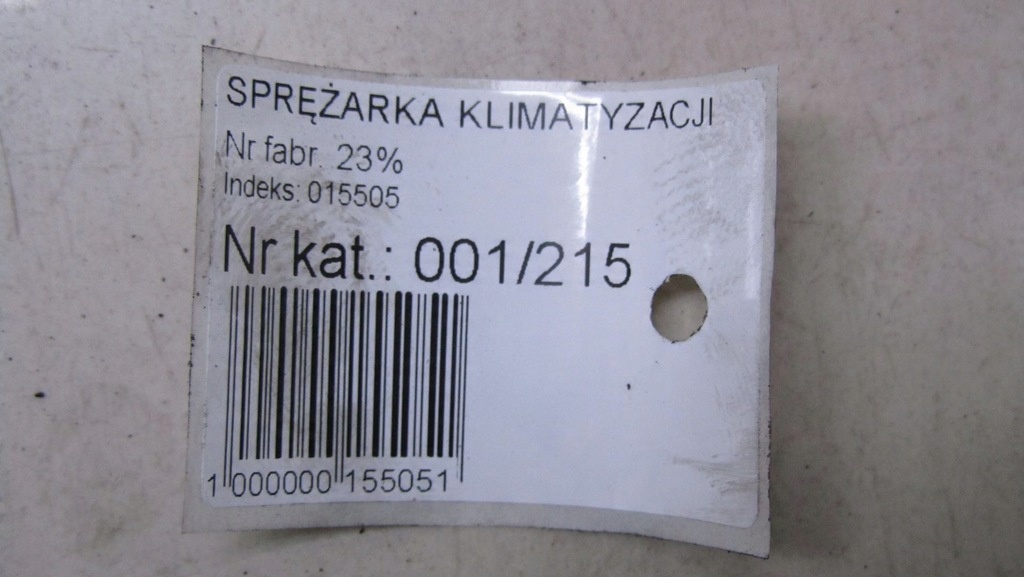 SPRĘŻARKA KLIMATYZACJI
Nr fabr. 23%
Indeks: 015505
Nr kat.: 001/215
1 000000 155051